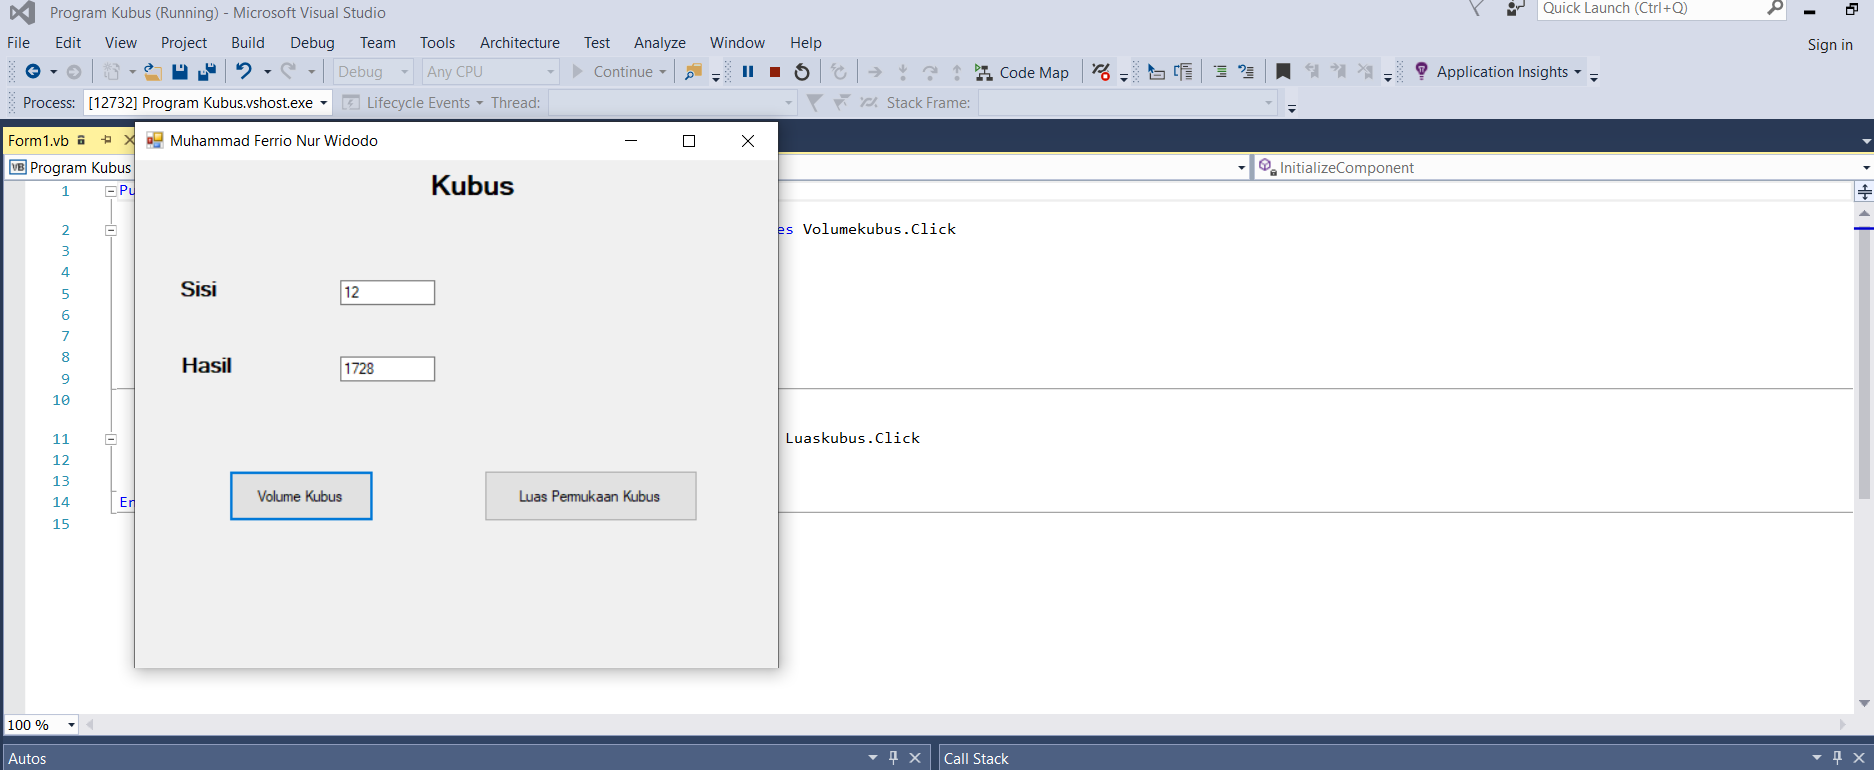 Program Kubus (Running) - Microsoft Visual Studio
Quick Launch (Ctrl+Q)
File Edit View Project Build Debug Team Tools Architecture Test Analyze Window Help
Sign in
Debug Any CPU Continue Code Map Application Insights
Process: [12732] Program Kubus.vshost.exe Lifecycle Events Thread: Stack Frame:
Form1.vb
Muhammad Ferrio Nur Widodo
VB Program Kubus
InitializeComponent
Kubus
1 Pu
2 es Volumekubus.Click
3
4
5
6
7
8
9
10
11 Luaskubus.Click
12
13
14 En
15
Sisi 12
Hasil 1728
Volume Kubus Luas Permukaan Kubus
100 %
Autos
Call Stack